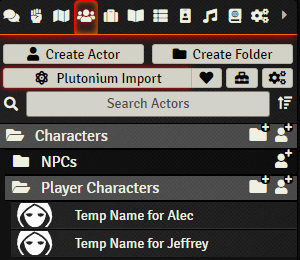 Create Actor
Create Folder
Plutonium Import
Search Actors
Characters
NPCs
Player Characters
Temp Name for Alec
Temp Name for Jeffrey